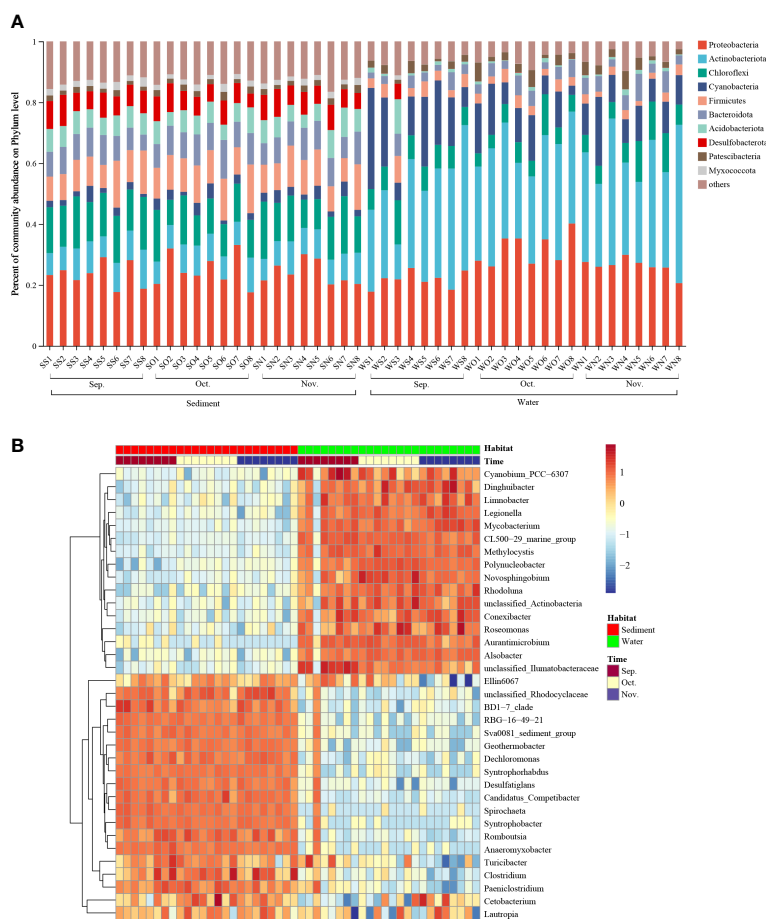 A
Percent of community abundance on Phylum level
1
0.8
0.6
0.4
0.2
0
Proteobacteria
Actinobacteriota
Chloroflexi
Cyanobacteria
Firmicutes
Bacteroidota
Acidobacteriota
Desulfobacterota
Patescibacteria
Myxococcota
others
SS1 SS2 SS3 SS4 SS5 SS6 SS7 SS8 SO1 SO2 SO3 SO4 SO5 SO6 SO7 SO8 SN1 SN2 SN3 SN4 SN5 SN6 SN7 SN8 WS1 WS2 WS3 WS4 WS5 WS6 WS7 WS8 WO1 WO2 WO3 WO4 WO5 WO6 WO7 WO8 WN1 WN2 WN3 WN4 WN5 WN6 WN7 WN8
Sep. Oct. Nov. Sep. Oct. Nov.
Sediment Water
B
Habitat
Time
Cyanobium_PCC−6307
Dinghuibacter
Limnobacter
Legionella
Mycobacterium
CL500−29_marine_group
Methylocystis
Polynucleobacter
Novosphingobium
Rhodoluna
unclassified_Actinobacteria
Conexibacter
Roseomonas
Aurantimicrobium
Alsobacter
unclassified_Ilumatobacteraceae
Ellin6067
unclassified_Rhodocyclaceae
BD1−7_clade
RBG−16−49−21
Sva0081_sediment_group
Geothermobacter
Dechloromonas
Syntrophorhabdus
Desulfatiglans
Candidatus_Competibacter
Spirochaeta
Syntrophobacter
Romboutsia
Anaeromyxobacter
Turicibacter
Clostridium
Paeniclostridium
Cetobacterium
Lautropia
1
0
−1
−2
Habitat
Sediment
Water
Time
Sep.
Oct.
Nov.